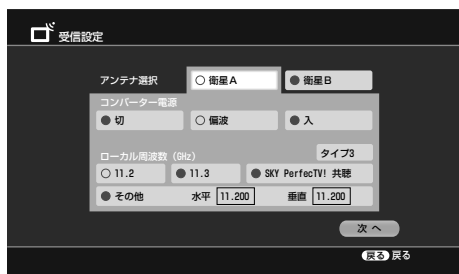 受信設定
アンテナ選択 ○ 衛星A ● 衛星B
コンバーター電源
● 切 ○ 偏波 ● 入
ローカル周波数 (GHz) タイプ3
○ 11.2 ● 11.3 ● SKY PerfecTV! 共聴
● その他 水平 11.200 垂直 11.200
次へ
戻る 戻る